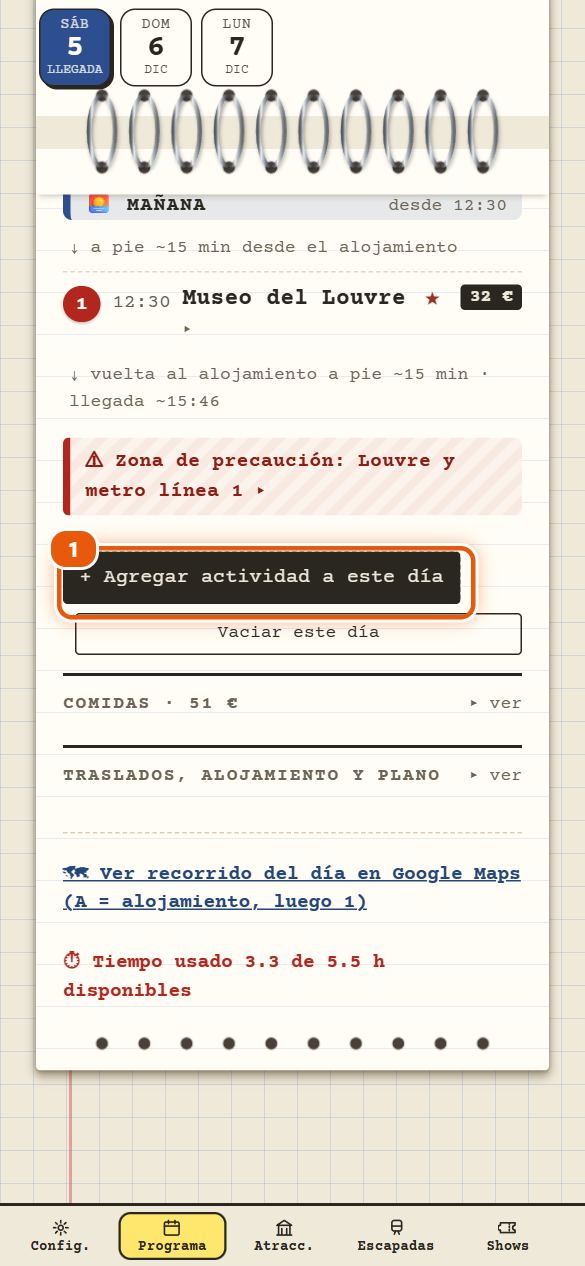 SÁB
5
LLEGADA
DOM
6
DIC
LUN
7
DIC
MAÑANA desde 12:30
↓ a pie ~15 min desde el alojamiento
1 12:30 Museo del Louvre ★ 32 €
▸
↓ vuelta al alojamiento a pie ~15 min ·
llegada ~15:46
⚠ Zona de precaución: Louvre y
metro línea 1 ▸
1
+ Agregar actividad a este día
Vaciar este día
COMIDAS · 51 € ▸ ver
TRASLADOS, ALOJAMIENTO Y PLANO ▸ ver
Ver recorrido del día en Google Maps
(A = alojamiento, luego 1)
⏱ Tiempo usado 3.3 de 5.5 h
disponibles
Config. Programa Atracc. Escapadas Shows